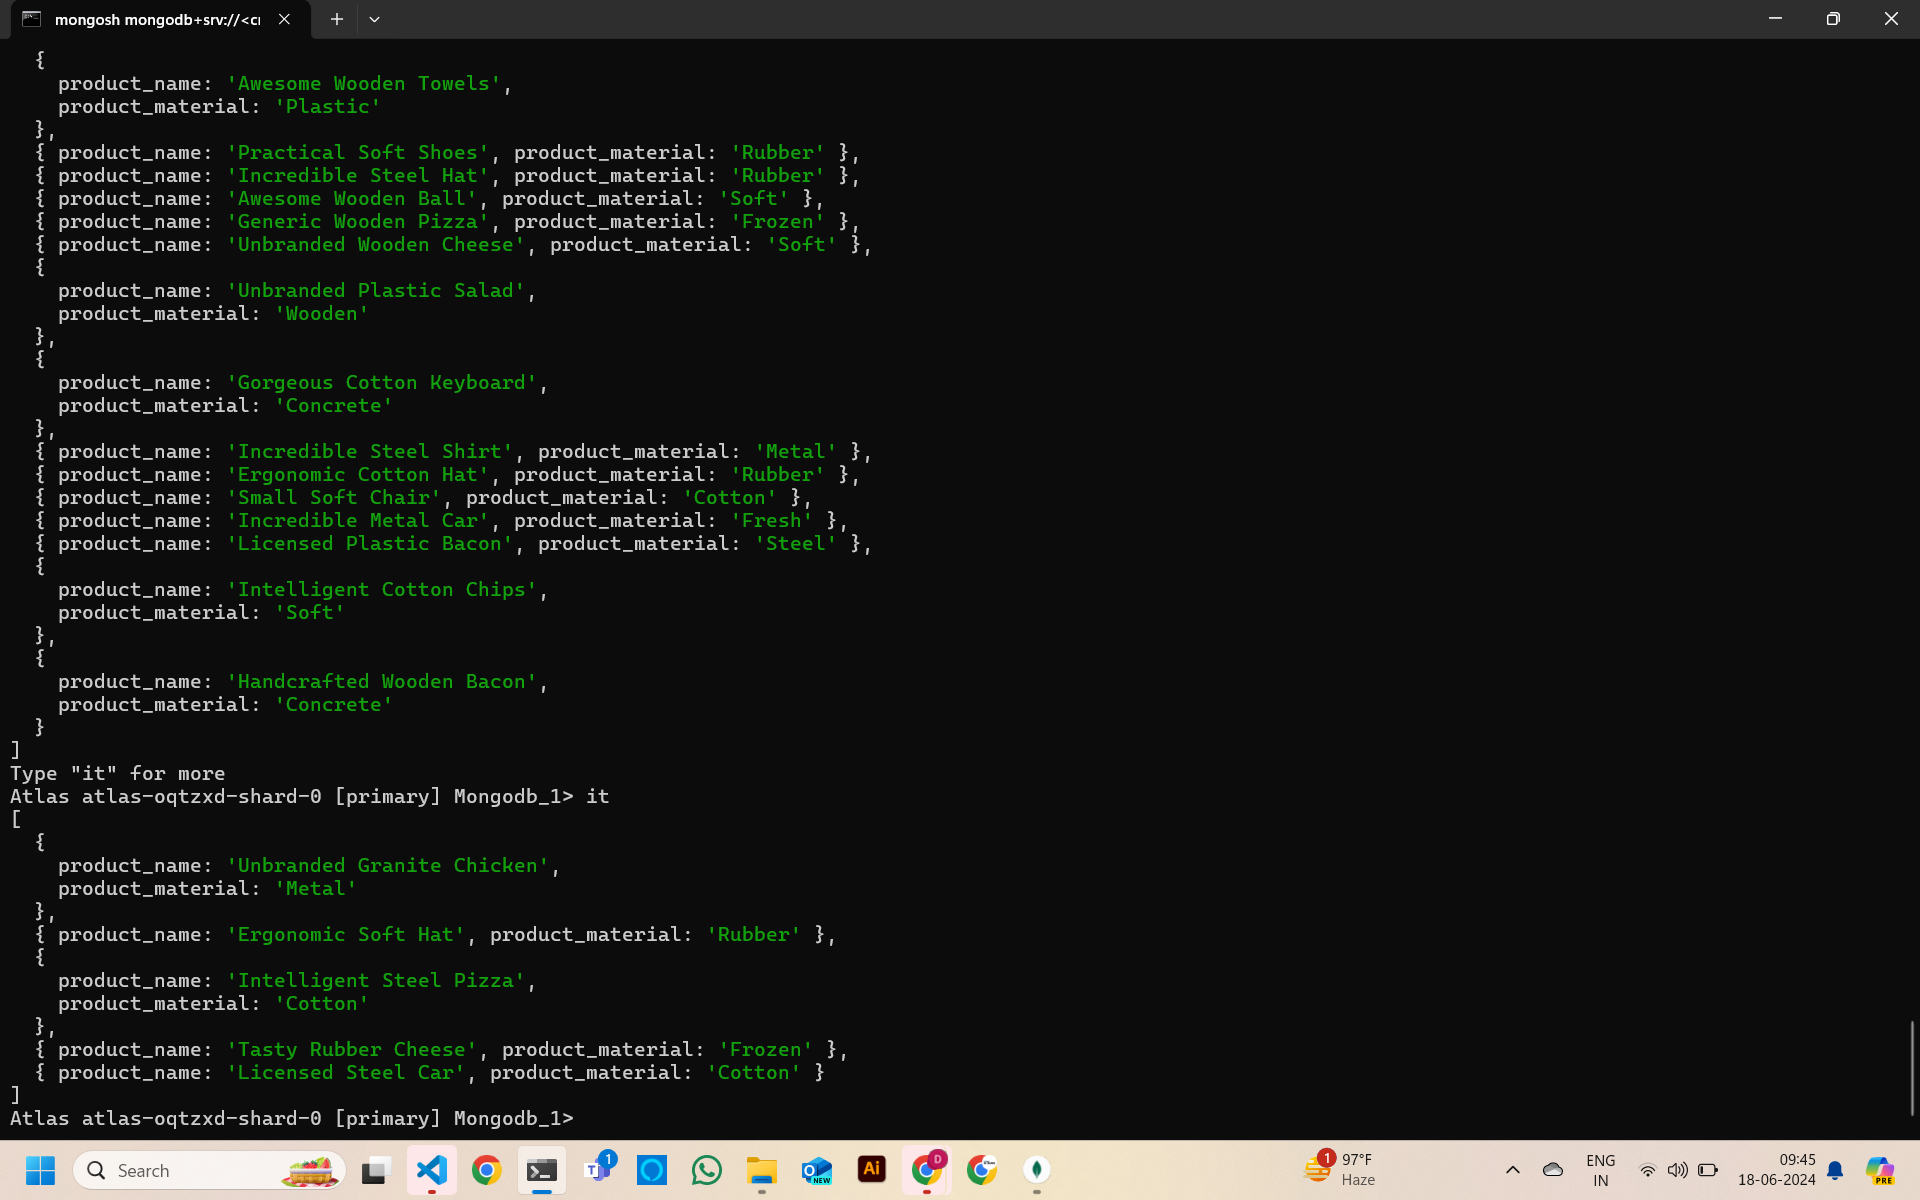 mongosh mongodb+srv://<cr
{
product_name: 'Awesome Wooden Towels',
product_material: 'Plastic'
},
{ product_name: 'Practical Soft Shoes', product_material: 'Rubber' },
{ product_name: 'Incredible Steel Hat', product_material: 'Rubber' },
{ product_name: 'Awesome Wooden Ball', product_material: 'Soft' },
{ product_name: 'Generic Wooden Pizza', product_material: 'Frozen' },
{ product_name: 'Unbranded Wooden Cheese', product_material: 'Soft' },
{
product_name: 'Unbranded Plastic Salad',
product_material: 'Wooden'
},
{
product_name: 'Gorgeous Cotton Keyboard',
product_material: 'Concrete'
},
{ product_name: 'Incredible Steel Shirt', product_material: 'Metal' },
{ product_name: 'Ergonomic Cotton Hat', product_material: 'Rubber' },
{ product_name: 'Small Soft Chair', product_material: 'Cotton' },
{ product_name: 'Incredible Metal Car', product_material: 'Fresh' },
{ product_name: 'Licensed Plastic Bacon', product_material: 'Steel' },
{
product_name: 'Intelligent Cotton Chips',
product_material: 'Soft'
},
{
product_name: 'Handcrafted Wooden Bacon',
product_material: 'Concrete'
}
]
Type "it" for more
Atlas atlas-oqtzxd-shard-0 [primary] Mongodb_1> it
[
{
product_name: 'Unbranded Granite Chicken',
product_material: 'Metal'
},
{ product_name: 'Ergonomic Soft Hat', product_material: 'Rubber' },
{
product_name: 'Intelligent Steel Pizza',
product_material: 'Cotton'
},
{ product_name: 'Tasty Rubber Cheese', product_material: 'Frozen' },
{ product_name: 'Licensed Steel Car', product_material: 'Cotton' }
]
Atlas atlas-oqtzxd-shard-0 [primary] Mongodb_1>
Search
1
NEW
Ai
D
1
97°F
Haze
ENG
IN
09:45
18-06-2024
PRE